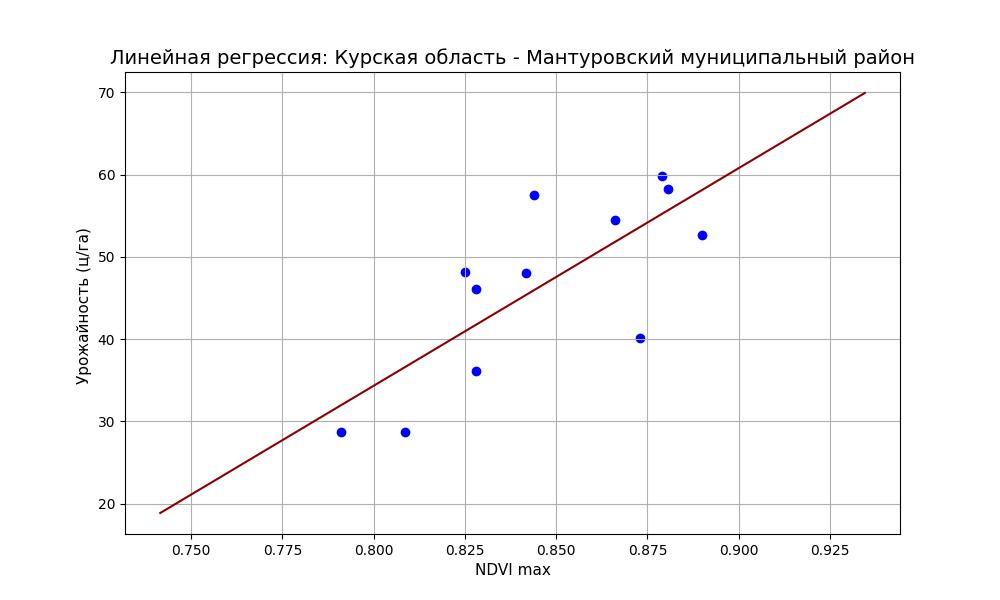 Линейная регрессия: Курская область - Мантуровский муниципальный район
Урожайность (ц/га)
70
60
50
40
30
20
0.750 0.775 0.800 0.825 0.850 0.875 0.900 0.925
NDVI max